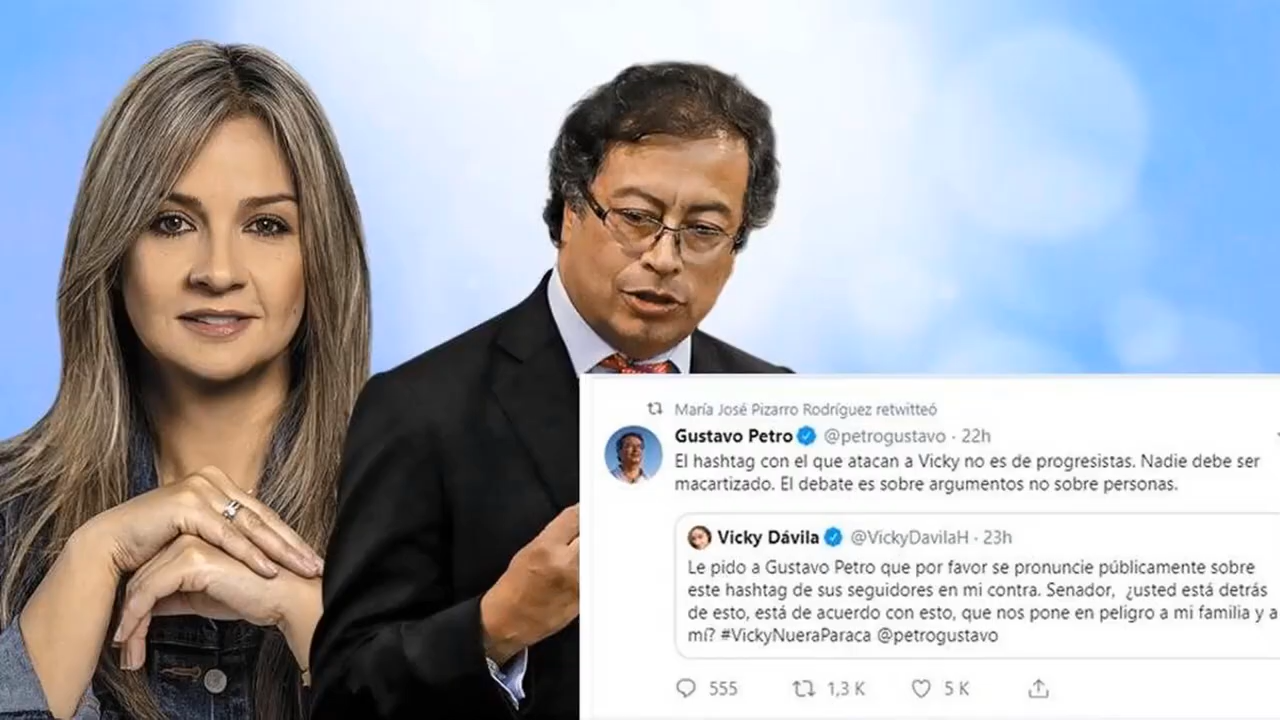 María José Pizarro Rodríguez retwitteó
Gustavo Petro @petrogustavo · 22h
El hashtag con el que atacan a Vicky no es de progresistas. Nadie debe ser
macartizado. El debate es sobre argumentos no sobre personas.
Vicky Dávila @VickyDavilaH · 23h
Le pido a Gustavo Petro que por favor se pronuncie públicamente sobre
este hashtag de sus seguidores en mi contra. Senador, ¿usted está detrás
de esto, está de acuerdo con esto, que nos pone en peligro a mi familia y a
mí? #VickyNueraParaca @petrogustavo
555 1,3 K 5 K